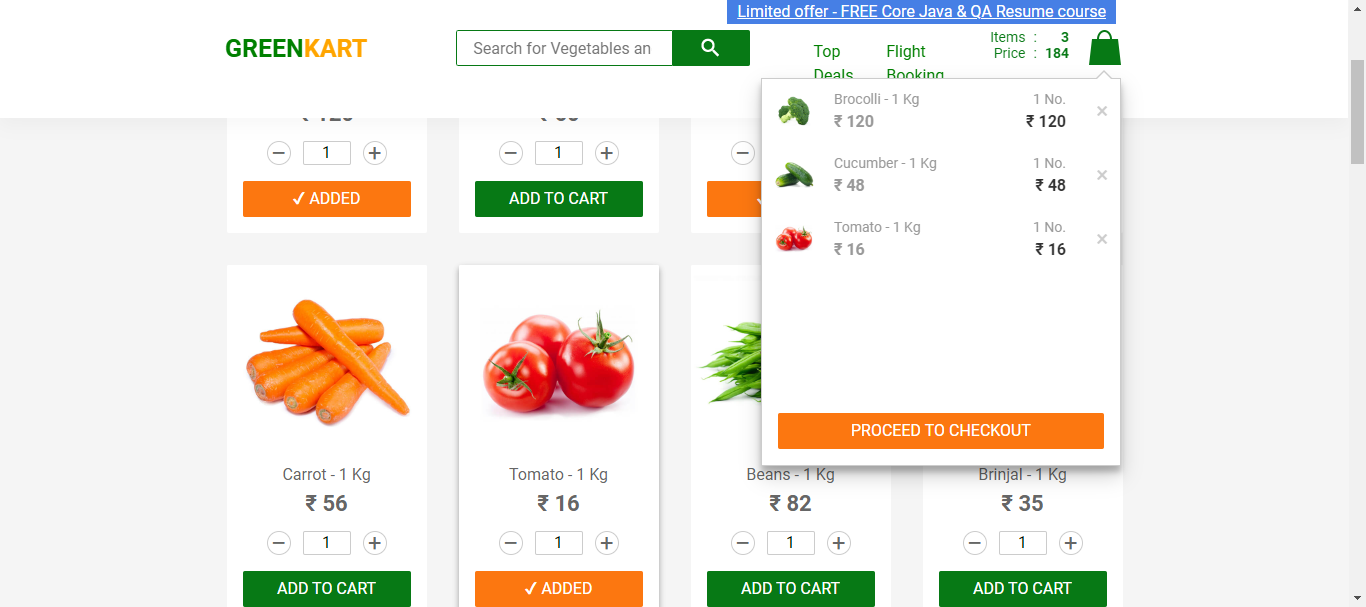 Limited offer - FREE Core Java & QA Resume course
GREENKART
Search for Vegetables an
Top
Deals
Flight
Booking
Items : 3
Price : 184
Brocolli - 1 Kg 1 No.
₹ 120 ₹ 120
×
Cucumber - 1 Kg 1 No.
₹ 48 ₹ 48
×
Tomato - 1 Kg 1 No.
₹ 16 ₹ 16
×
PROCEED TO CHECKOUT
− 1 + − 1 + −
✓ ADDED ADD TO CART
Carrot - 1 Kg Tomato - 1 Kg Beans - 1 Kg Brinjal - 1 Kg
₹ 56 ₹ 16 ₹ 82 ₹ 35
− 1 + − 1 + − 1 + − 1 +
ADD TO CART ✓ ADDED ADD TO CART ADD TO CART